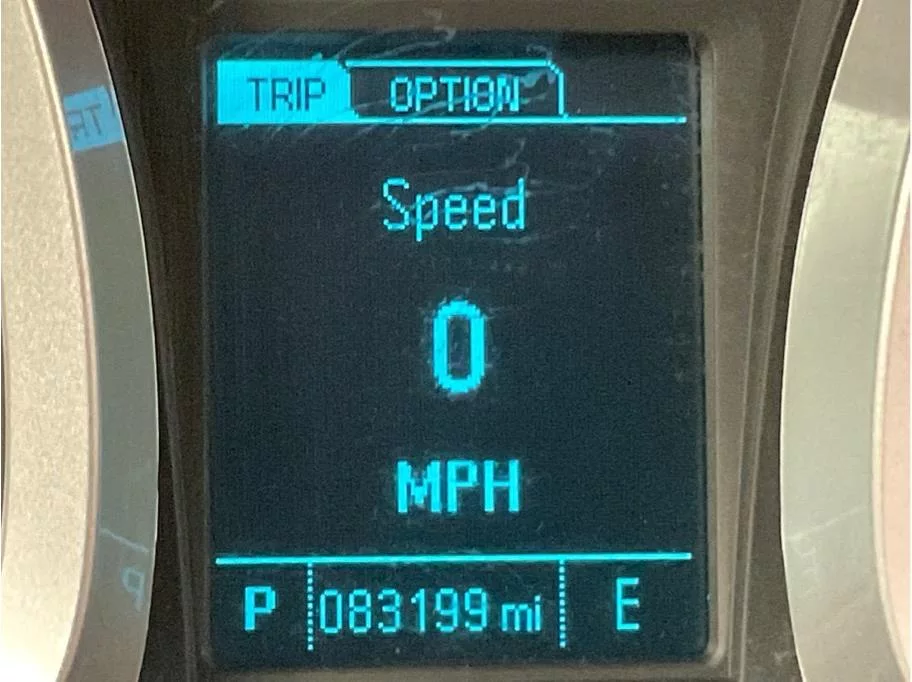 TRIP OPTION
Speed
0
MPH
P 083199 mi E